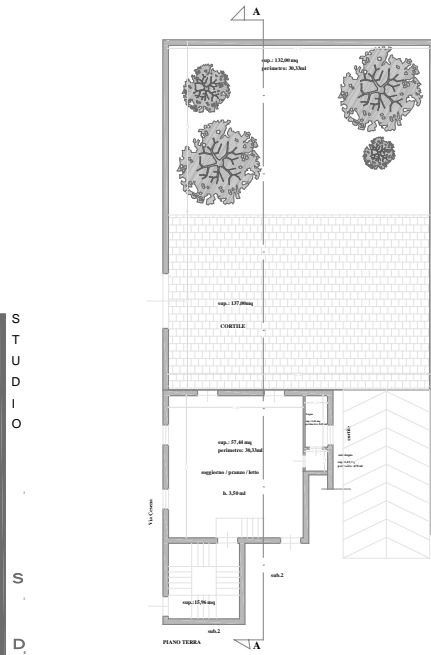 A
sup.: 132,00 mq
perimetro: 30,33ml
sup.: 137,00mq
CORTILE
sup.: 57,40 mq
perimetro: 30,33ml
soggiorno / pranzo / letto
h. 3,50 ml
cortile
Via Cesena
sub.2
sup.:15,96 mq
sub.2
PIANO TERRA
A
S
T
U
D
I
O
S
D